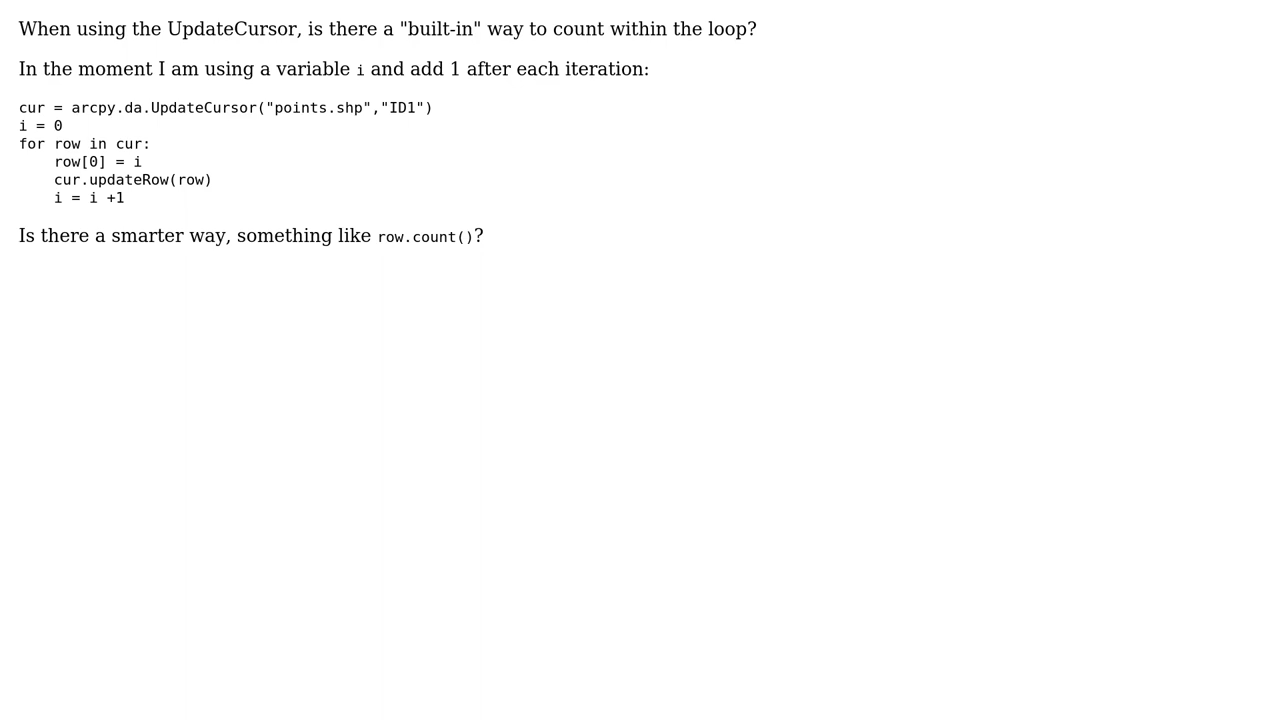 When using the UpdateCursor, is there a "built-in" way to count within the loop?
In the moment I am using a variable i and add 1 after each iteration:
cur = arcpy.da.UpdateCursor("points.shp","ID1")
i = 0
for row in cur:
    row[0] = i
    cur.updateRow(row)
    i = i +1
Is there a smarter way, something like row.count()?